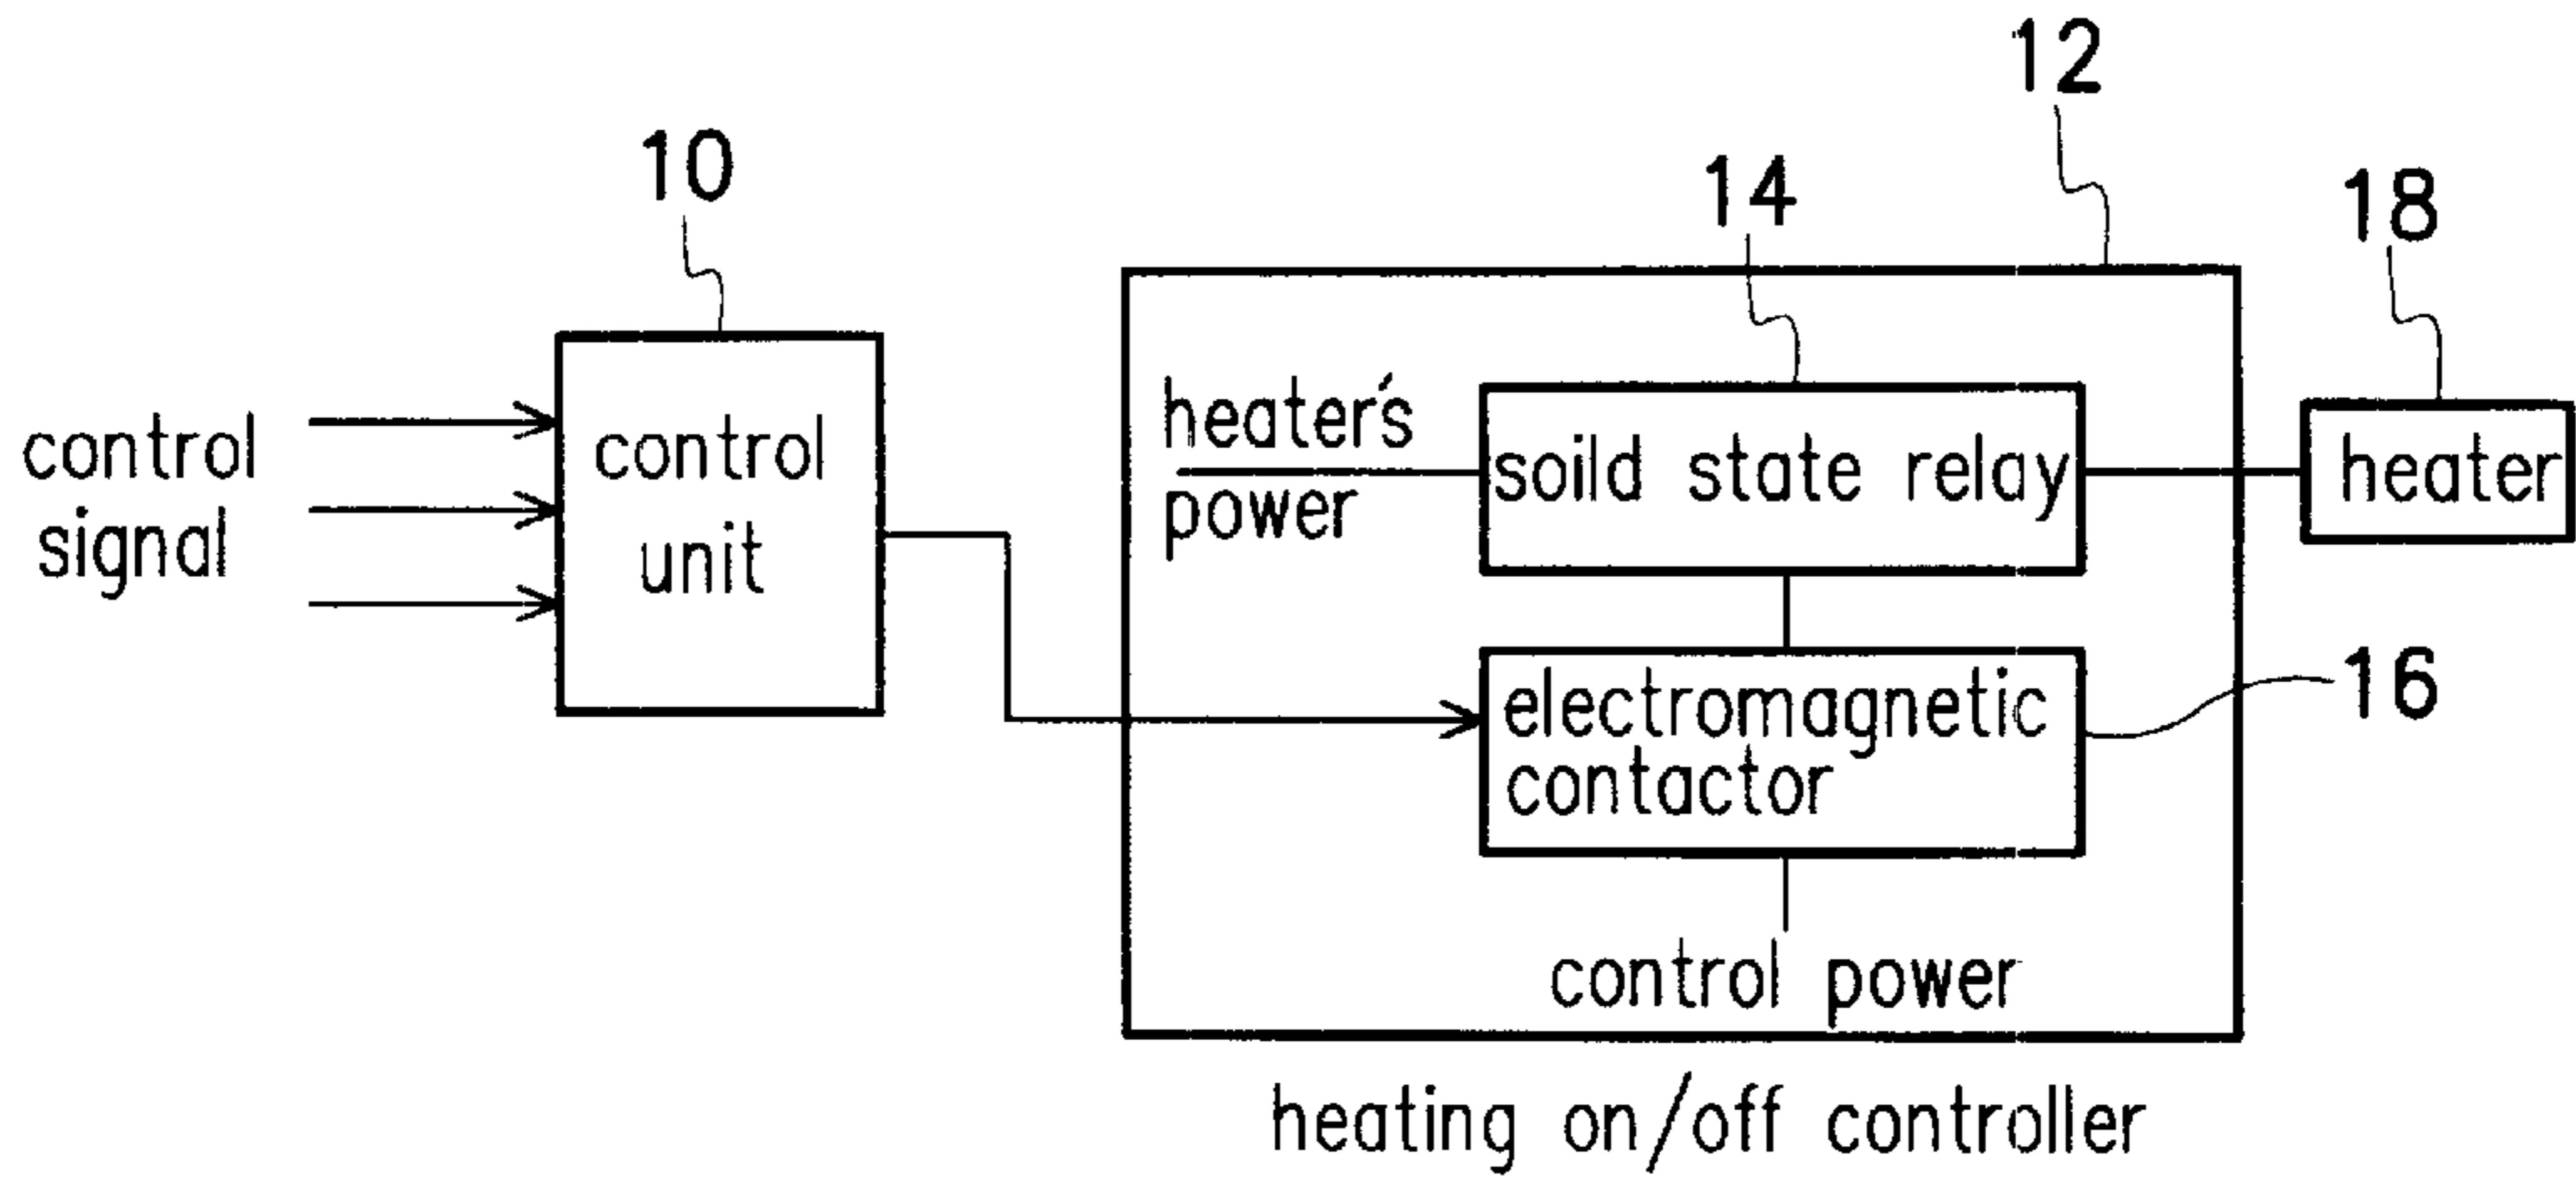 12
10
14
18
control
signal
control
unit
heater's
power
soild state relay
heater
electromagnetic
contactor
16
control power
heating on/off controller